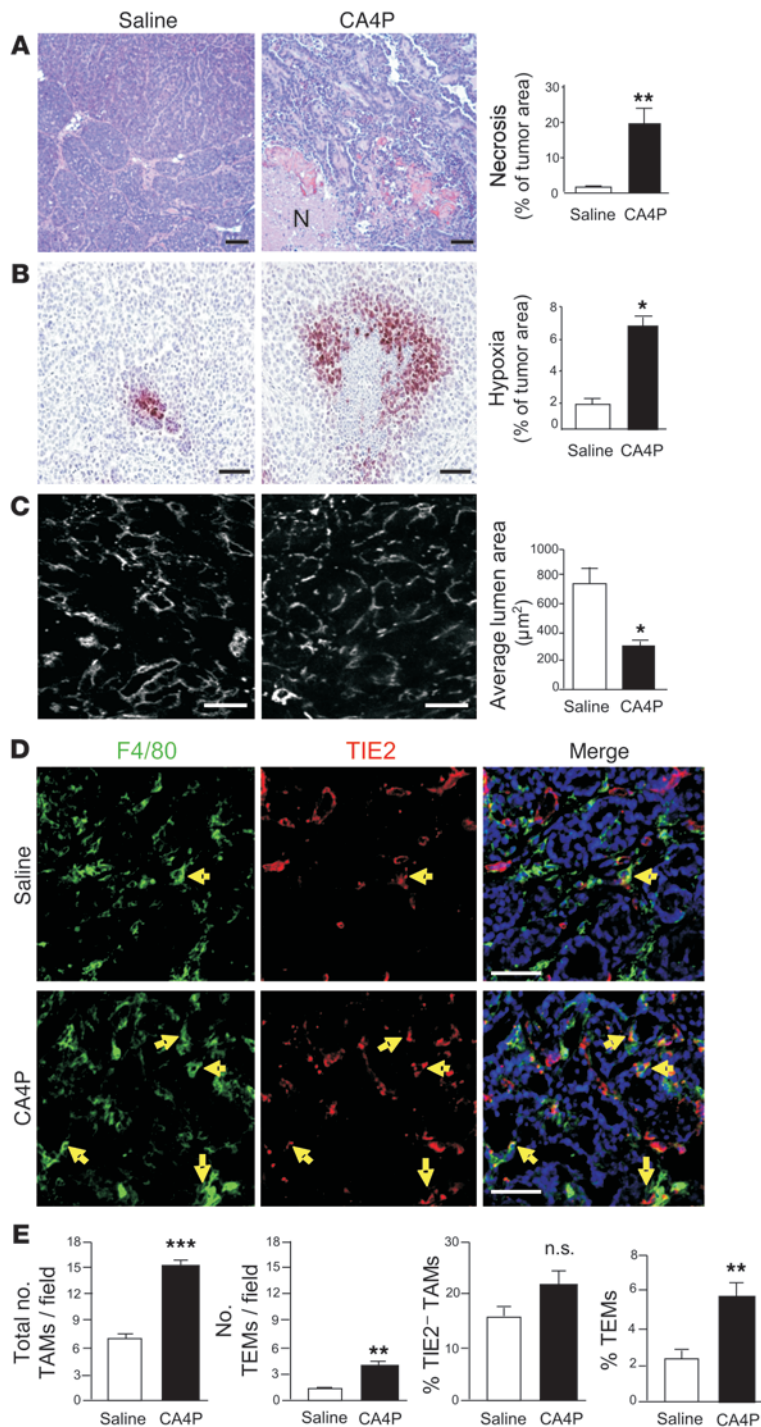 Saline CA4P
A
N
Necrosis
(% of tumor area)
30
20
10
0
**
Saline CA4P
B
Hypoxia
(% of tumor area)
8
6
4
2
0
*
Saline CA4P
C
Average lumen area
(µm²)
1000
800
600
400
200
*
Saline CA4P
D
F4/80 TIE2 Merge
Saline
CA4P
E
Total no.
TAMs / field
18
15
12
9
6
3
0
***
Saline CA4P
No.
TEMs / field
18
15
12
9
6
3
0
**
Saline CA4P
% TIE2⁻ TAMs
30
20
10
0
n.s.
Saline CA4P
% TEMs
8
6
4
2
0
**
Saline CA4P